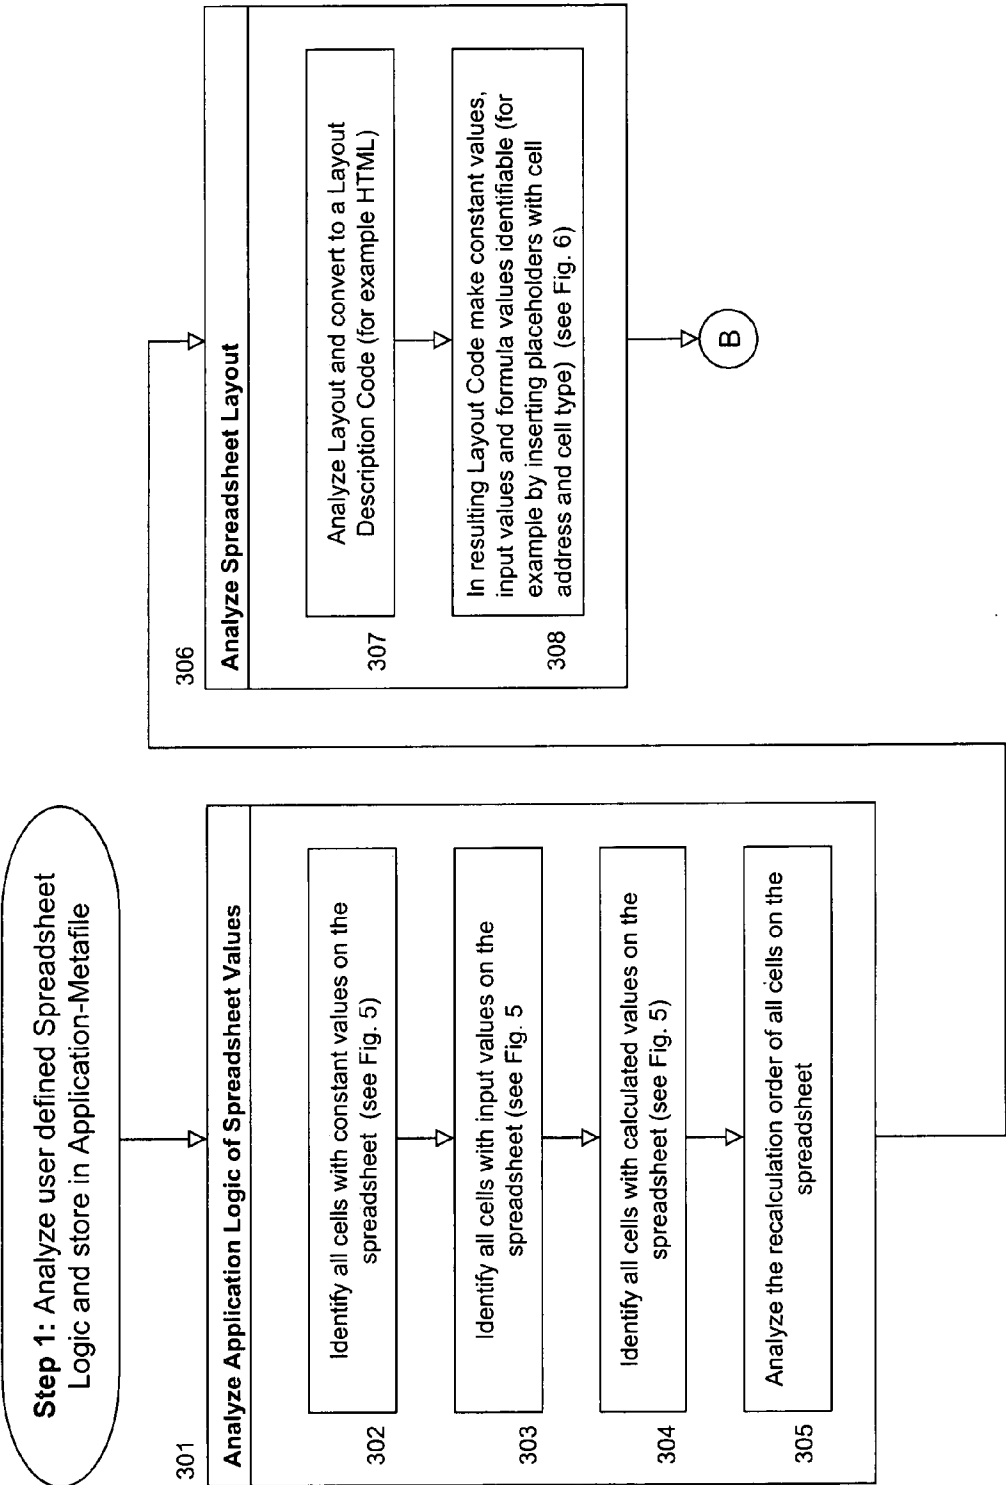 Step 1: Analyze user defined Spreadsheet
Logic and store in Application-Metafile
301
Analyze Application Logic of Spreadsheet Values
302
Identify all cells with constant values on the
spreadsheet (see Fig. 5)
303
Identify all cells with input values on the
spreadsheet (see Fig. 5
304
Identify all cells with calculated values on the
spreadsheet (see Fig. 5)
305
Analyze the recalculation order of all cells on the
spreadsheet
306
Analyze Spreadsheet Layout
307
Analyze Layout and convert to a Layout
Description Code (for example HTML)
308
In resulting Layout Code make constant values,
input values and formula values identifiable (for
example by inserting placeholders with cell
address and cell type) (see Fig. 6)
B